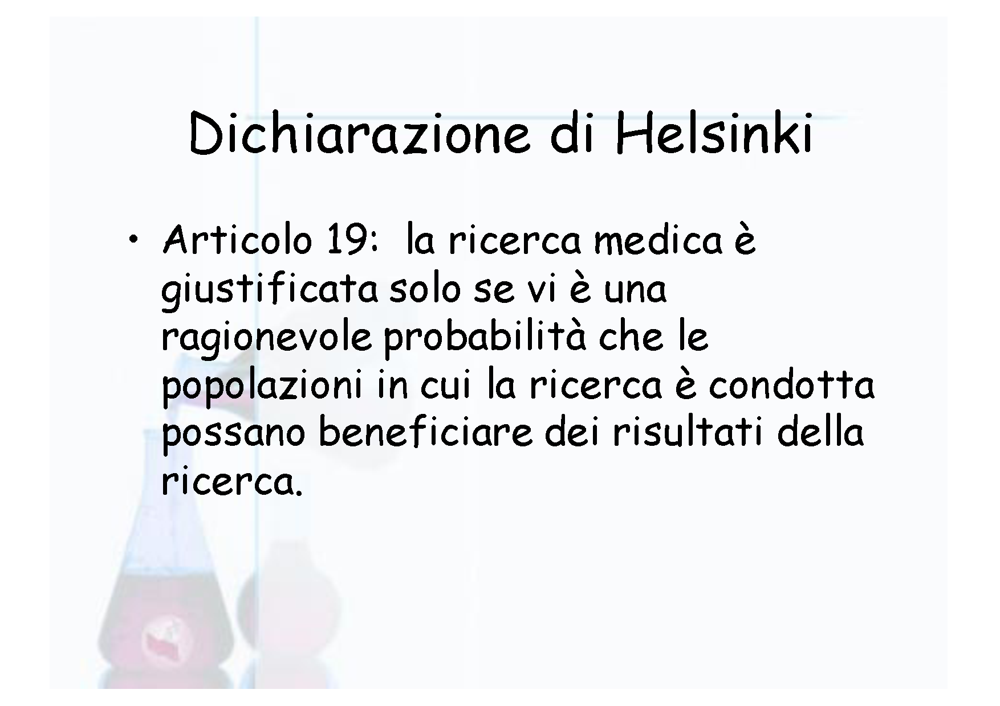 Dichiarazione di Helsinki
• Articolo 19:  la ricerca medica è
giustificata solo se vi è una
ragionevole probabilità che le
popolazioni in cui la ricerca è condotta
possano beneficiare dei risultati della
ricerca.